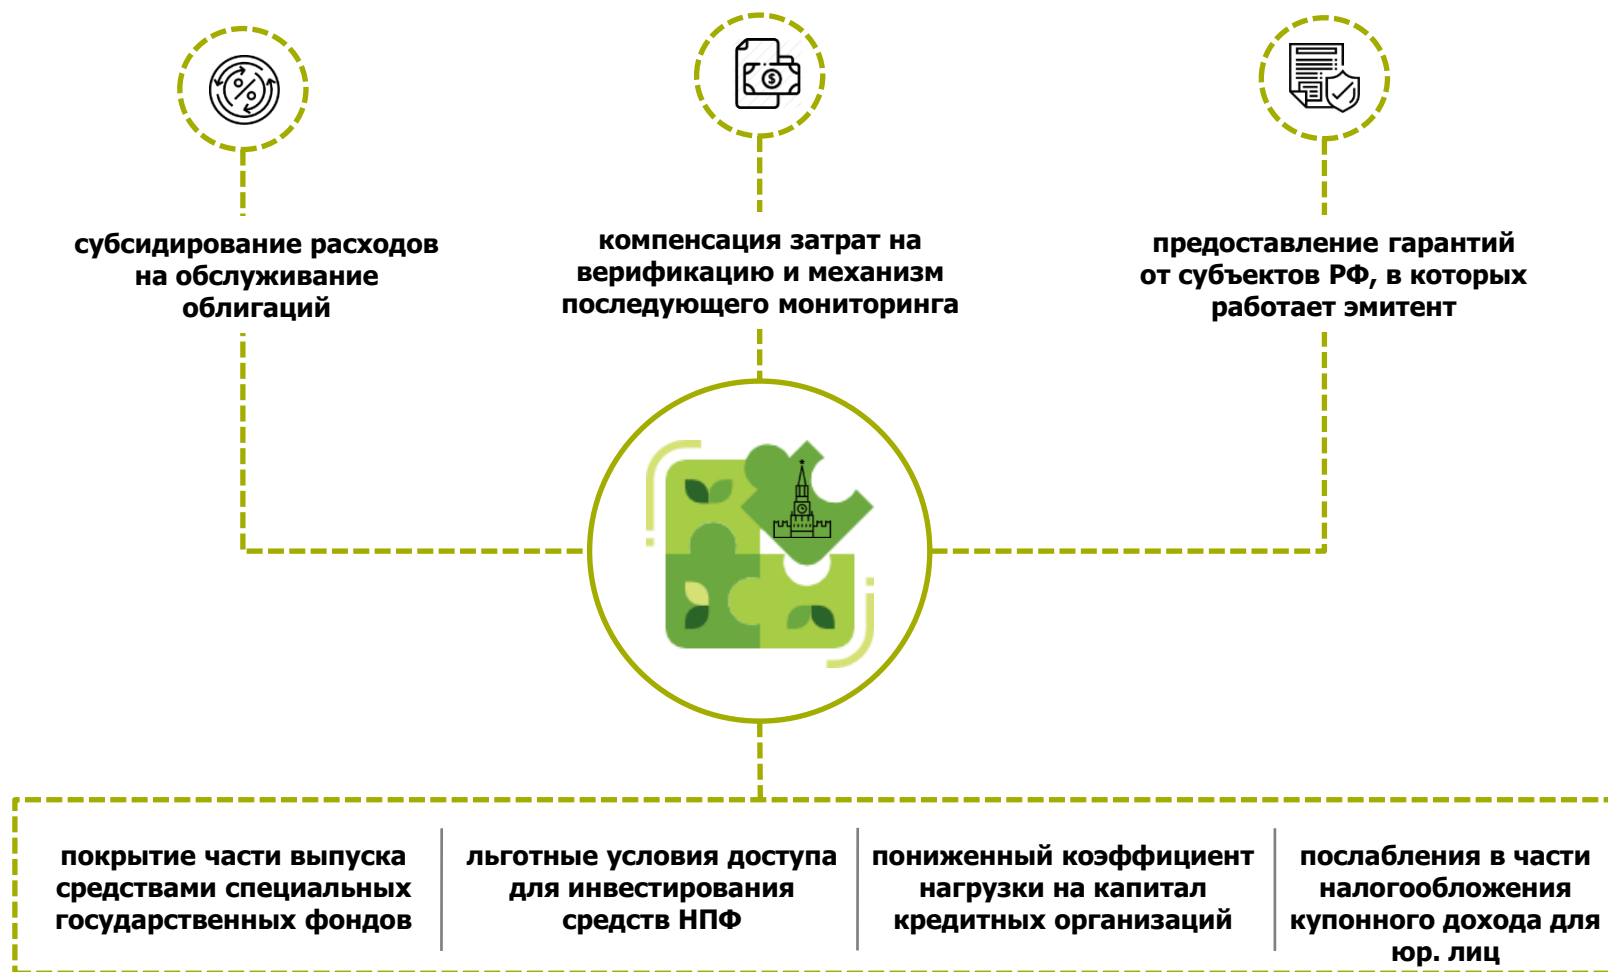 субсидирование расходов
на обслуживание
облигаций
компенсация затрат на
верификацию и механизм
последующего мониторинга
предоставление гарантий
от субъектов РФ, в которых
работает эмитент
покрытие части выпуска
средствами специальных
государственных фондов
льготные условия доступа
для инвестирования
средств НПФ
пониженный коэффициент
нагрузки на капитал
кредитных организаций
послабления в части
налогообложения
купонного дохода для
юр. лиц